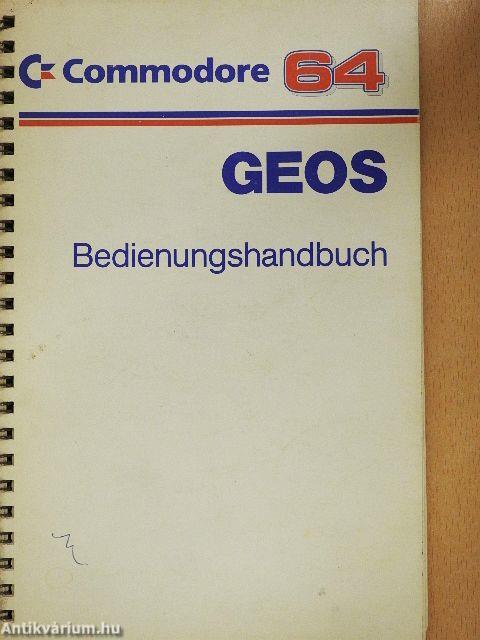 Commodore 64
GEOS
Bedienungshandbuch
Antikvárium.hu